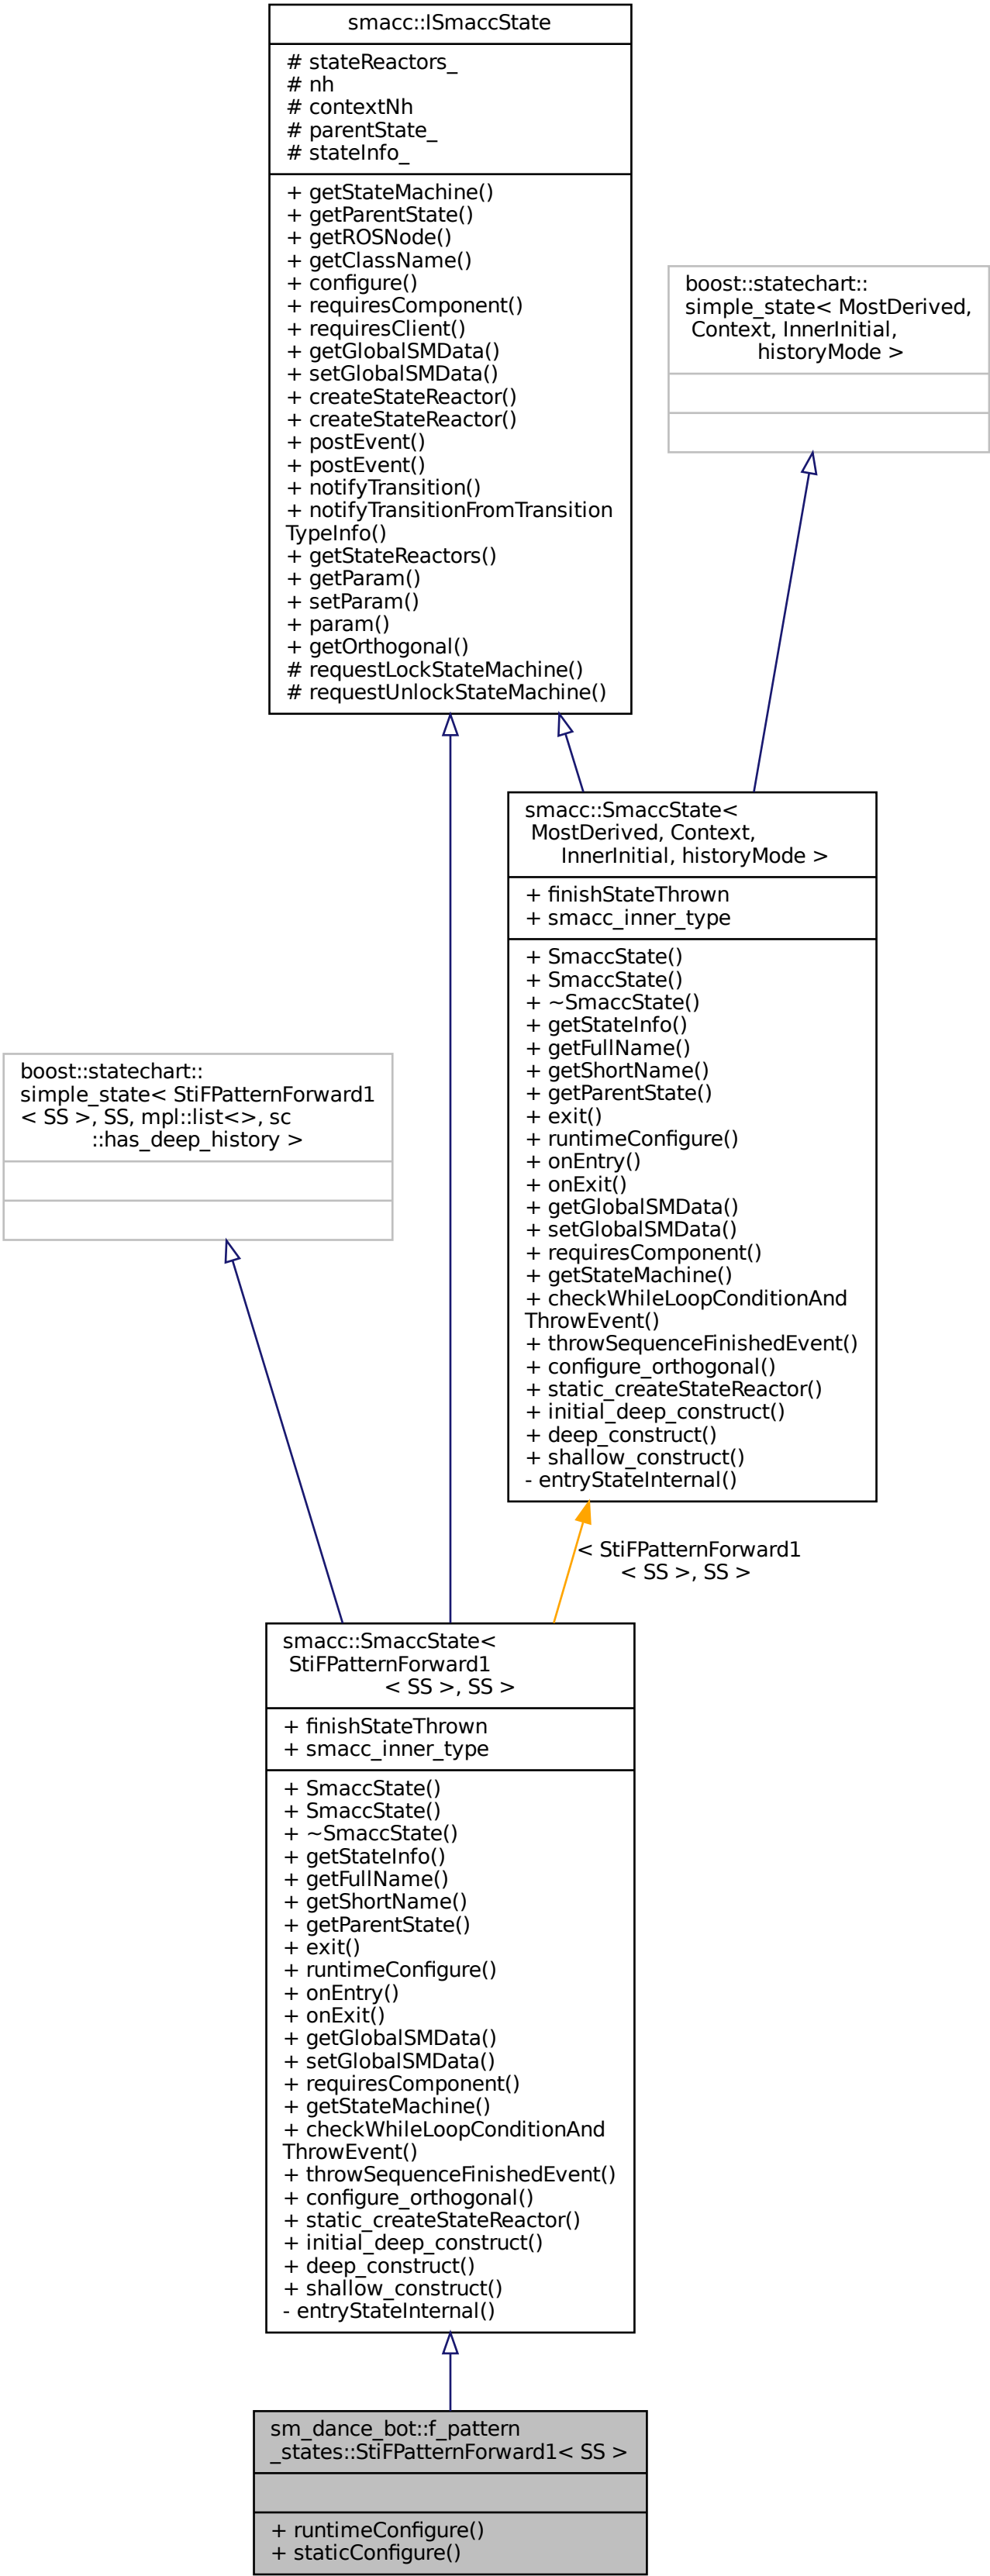 smacc::ISmaccState
# stateReactors_
# nh
# contextNh
# parentState_
# stateInfo_
+ getStateMachine()
+ getParentState()
+ getROSNode()
+ getClassName()
+ configure()
+ requiresComponent()
+ requiresClient()
+ getGlobalSMData()
+ setGlobalSMData()
+ createStateReactor()
+ createStateReactor()
+ postEvent()
+ postEvent()
+ notifyTransition()
+ notifyTransitionFromTransition
TypeInfo()
+ getStateReactors()
+ getParam()
+ setParam()
+ param()
+ getOrthogonal()
# requestLockStateMachine()
# requestUnlockStateMachine()
boost::statechart::
simple_state< MostDerived,
Context, InnerInitial,
historyMode >
smacc::SmaccState<
MostDerived, Context,
InnerInitial, historyMode >
+ finishStateThrown
+ smacc_inner_type
+ SmaccState()
+ SmaccState()
+ ~SmaccState()
+ getStateInfo()
+ getFullName()
+ getShortName()
+ getParentState()
+ exit()
+ runtimeConfigure()
+ onEntry()
+ onExit()
+ getGlobalSMData()
+ setGlobalSMData()
+ requiresComponent()
+ getStateMachine()
+ checkWhileLoopConditionAnd
ThrowEvent()
+ throwSequenceFinishedEvent()
+ configure_orthogonal()
+ static_createStateReactor()
+ initial_deep_construct()
+ deep_construct()
+ shallow_construct()
- entryStateInternal()
boost::statechart::
simple_state< StiFPatternForward1
< SS >, SS, mpl::list<>, sc
::has_deep_history >
< StiFPatternForward1
< SS >, SS >
smacc::SmaccState<
StiFPatternForward1
< SS >, SS >
+ finishStateThrown
+ smacc_inner_type
+ SmaccState()
+ SmaccState()
+ ~SmaccState()
+ getStateInfo()
+ getFullName()
+ getShortName()
+ getParentState()
+ exit()
+ runtimeConfigure()
+ onEntry()
+ onExit()
+ getGlobalSMData()
+ setGlobalSMData()
+ requiresComponent()
+ getStateMachine()
+ checkWhileLoopConditionAnd
ThrowEvent()
+ throwSequenceFinishedEvent()
+ configure_orthogonal()
+ static_createStateReactor()
+ initial_deep_construct()
+ deep_construct()
+ shallow_construct()
- entryStateInternal()
sm_dance_bot::f_pattern
_states::StiFPatternForward1< SS >
+ runtimeConfigure()
+ staticConfigure()